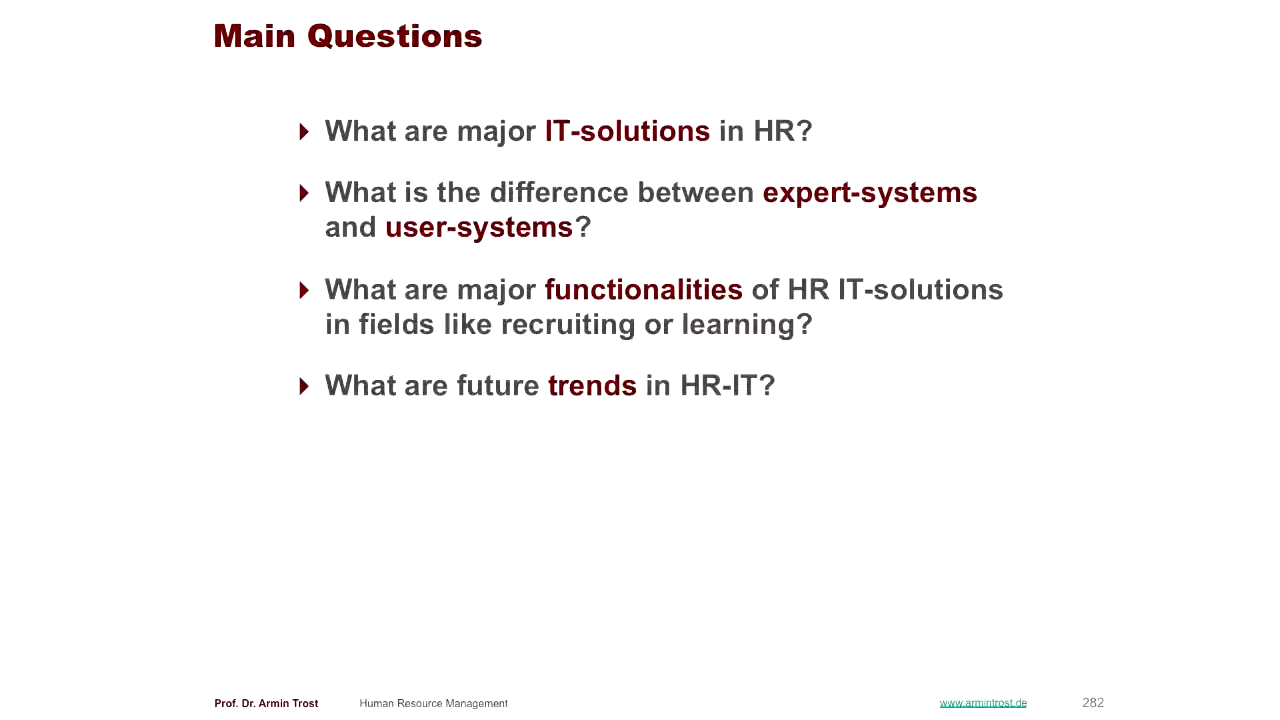 Main Questions
What are major IT-solutions in HR?
What is the difference between expert-systems
and user-systems?
What are major functionalities of HR IT-solutions
in fields like recruiting or learning?
What are future trends in HR-IT?
Prof. Dr. Armin Trost Human Resource Management www.armintrost.de 282